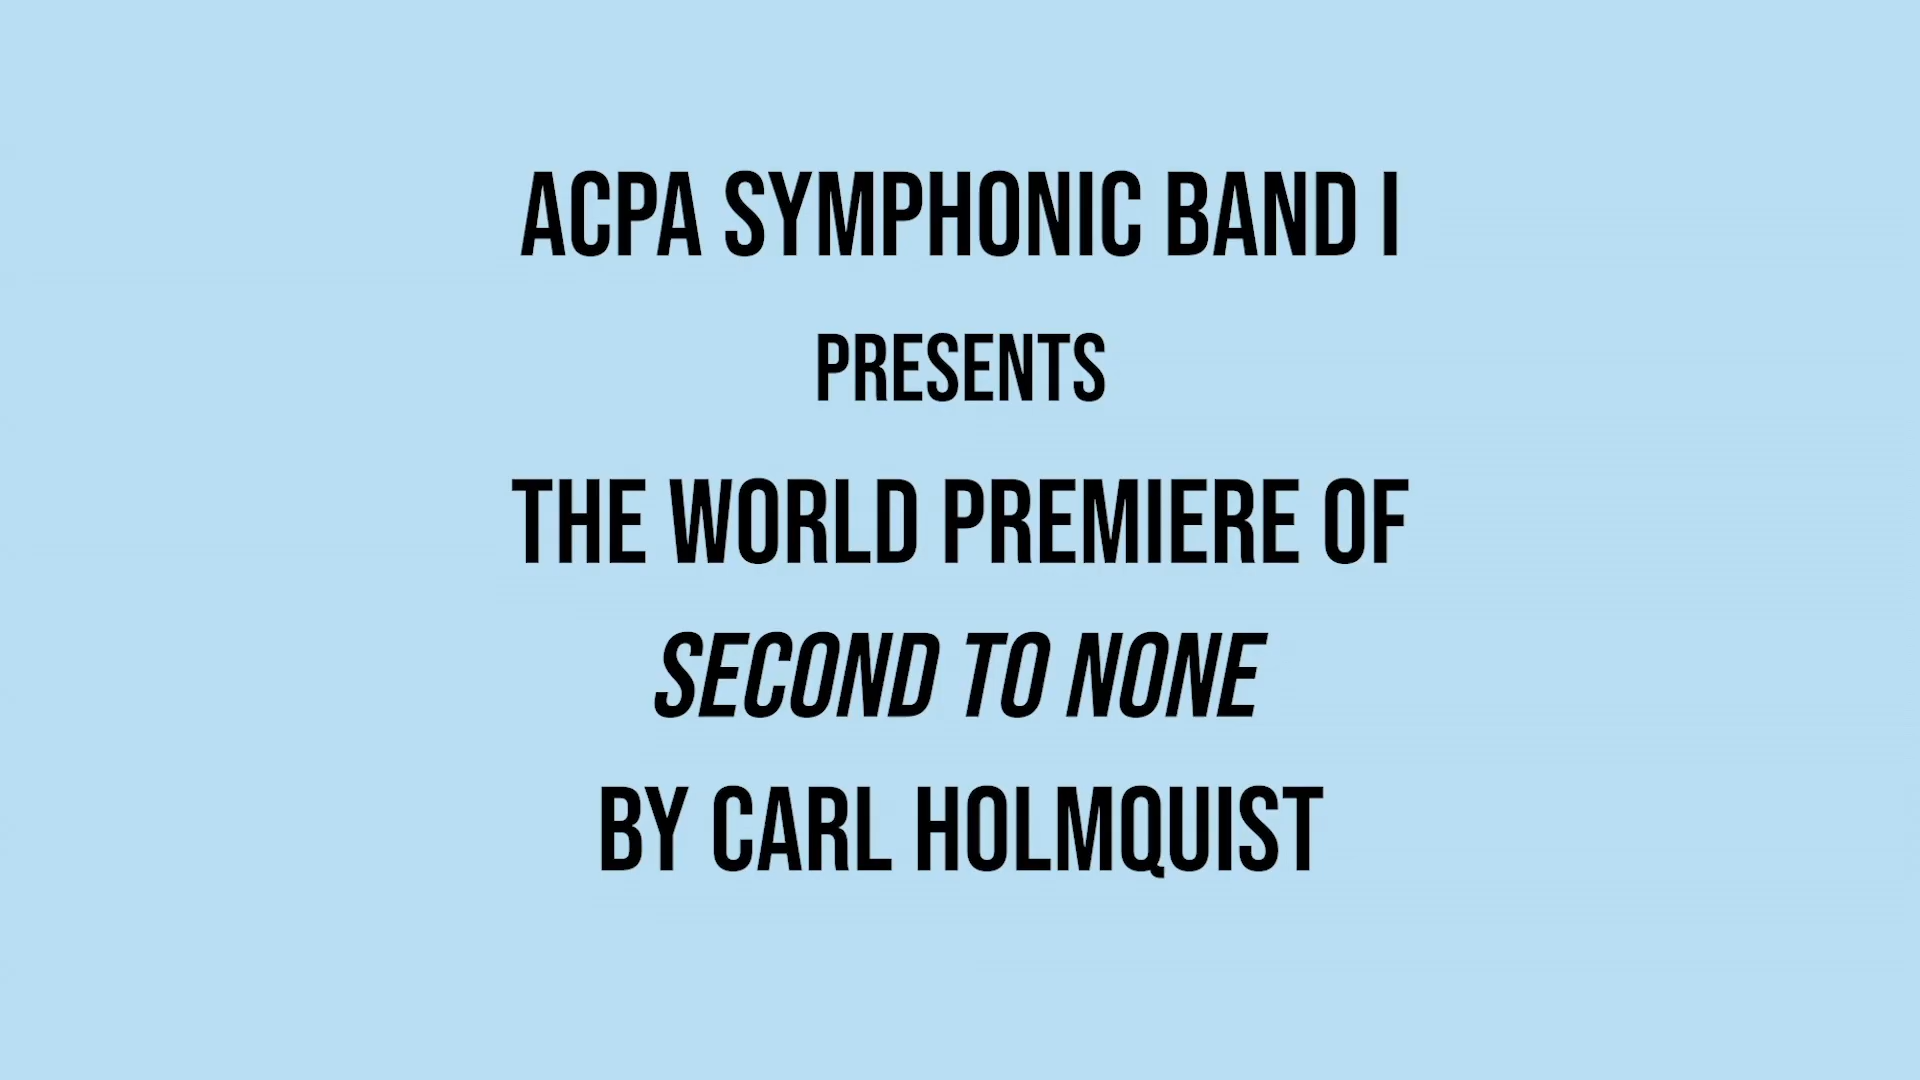 ACPA SYMPHONIC BAND I
PRESENTS
THE WORLD PREMIERE OF
SECOND TO NONE
BY CARL HOLMQUIST